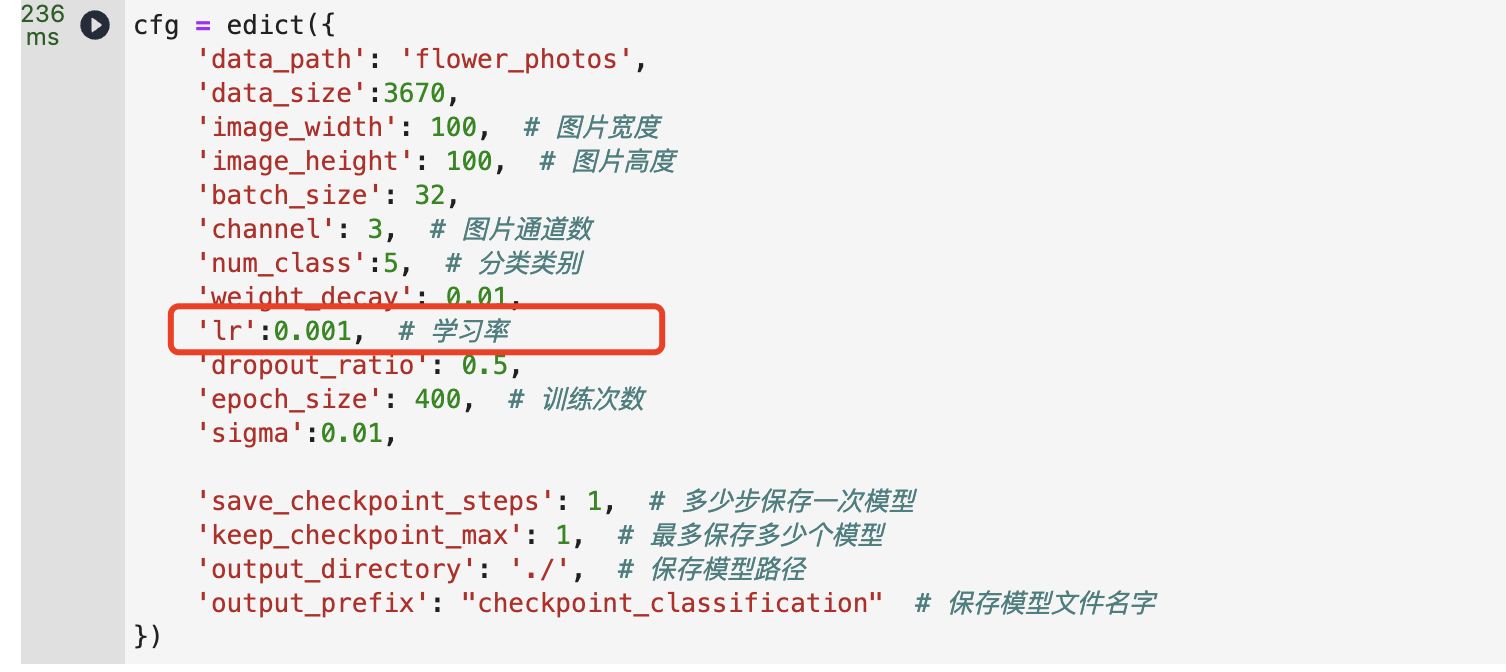 236
ms
cfg = edict({
    'data_path': 'flower_photos',
    'data_size':3670,
    'image_width': 100,  # 图片宽度
    'image_height': 100,  # 图片高度
    'batch_size': 32,
    'channel': 3,  # 图片通道数
    'num_class':5,  # 分类类别
    'weight_decay': 0.01,
    'lr':0.001,  # 学习率
    'dropout_ratio': 0.5,
    'epoch_size': 400,  # 训练次数
    'sigma':0.01,
    'save_checkpoint_steps': 1,  # 多少步保存一次模型
    'keep_checkpoint_max': 1,  # 最多保存多少个模型
    'output_directory': './',  # 保存模型路径
    'output_prefix': "checkpoint_classification"  # 保存模型文件名字
})